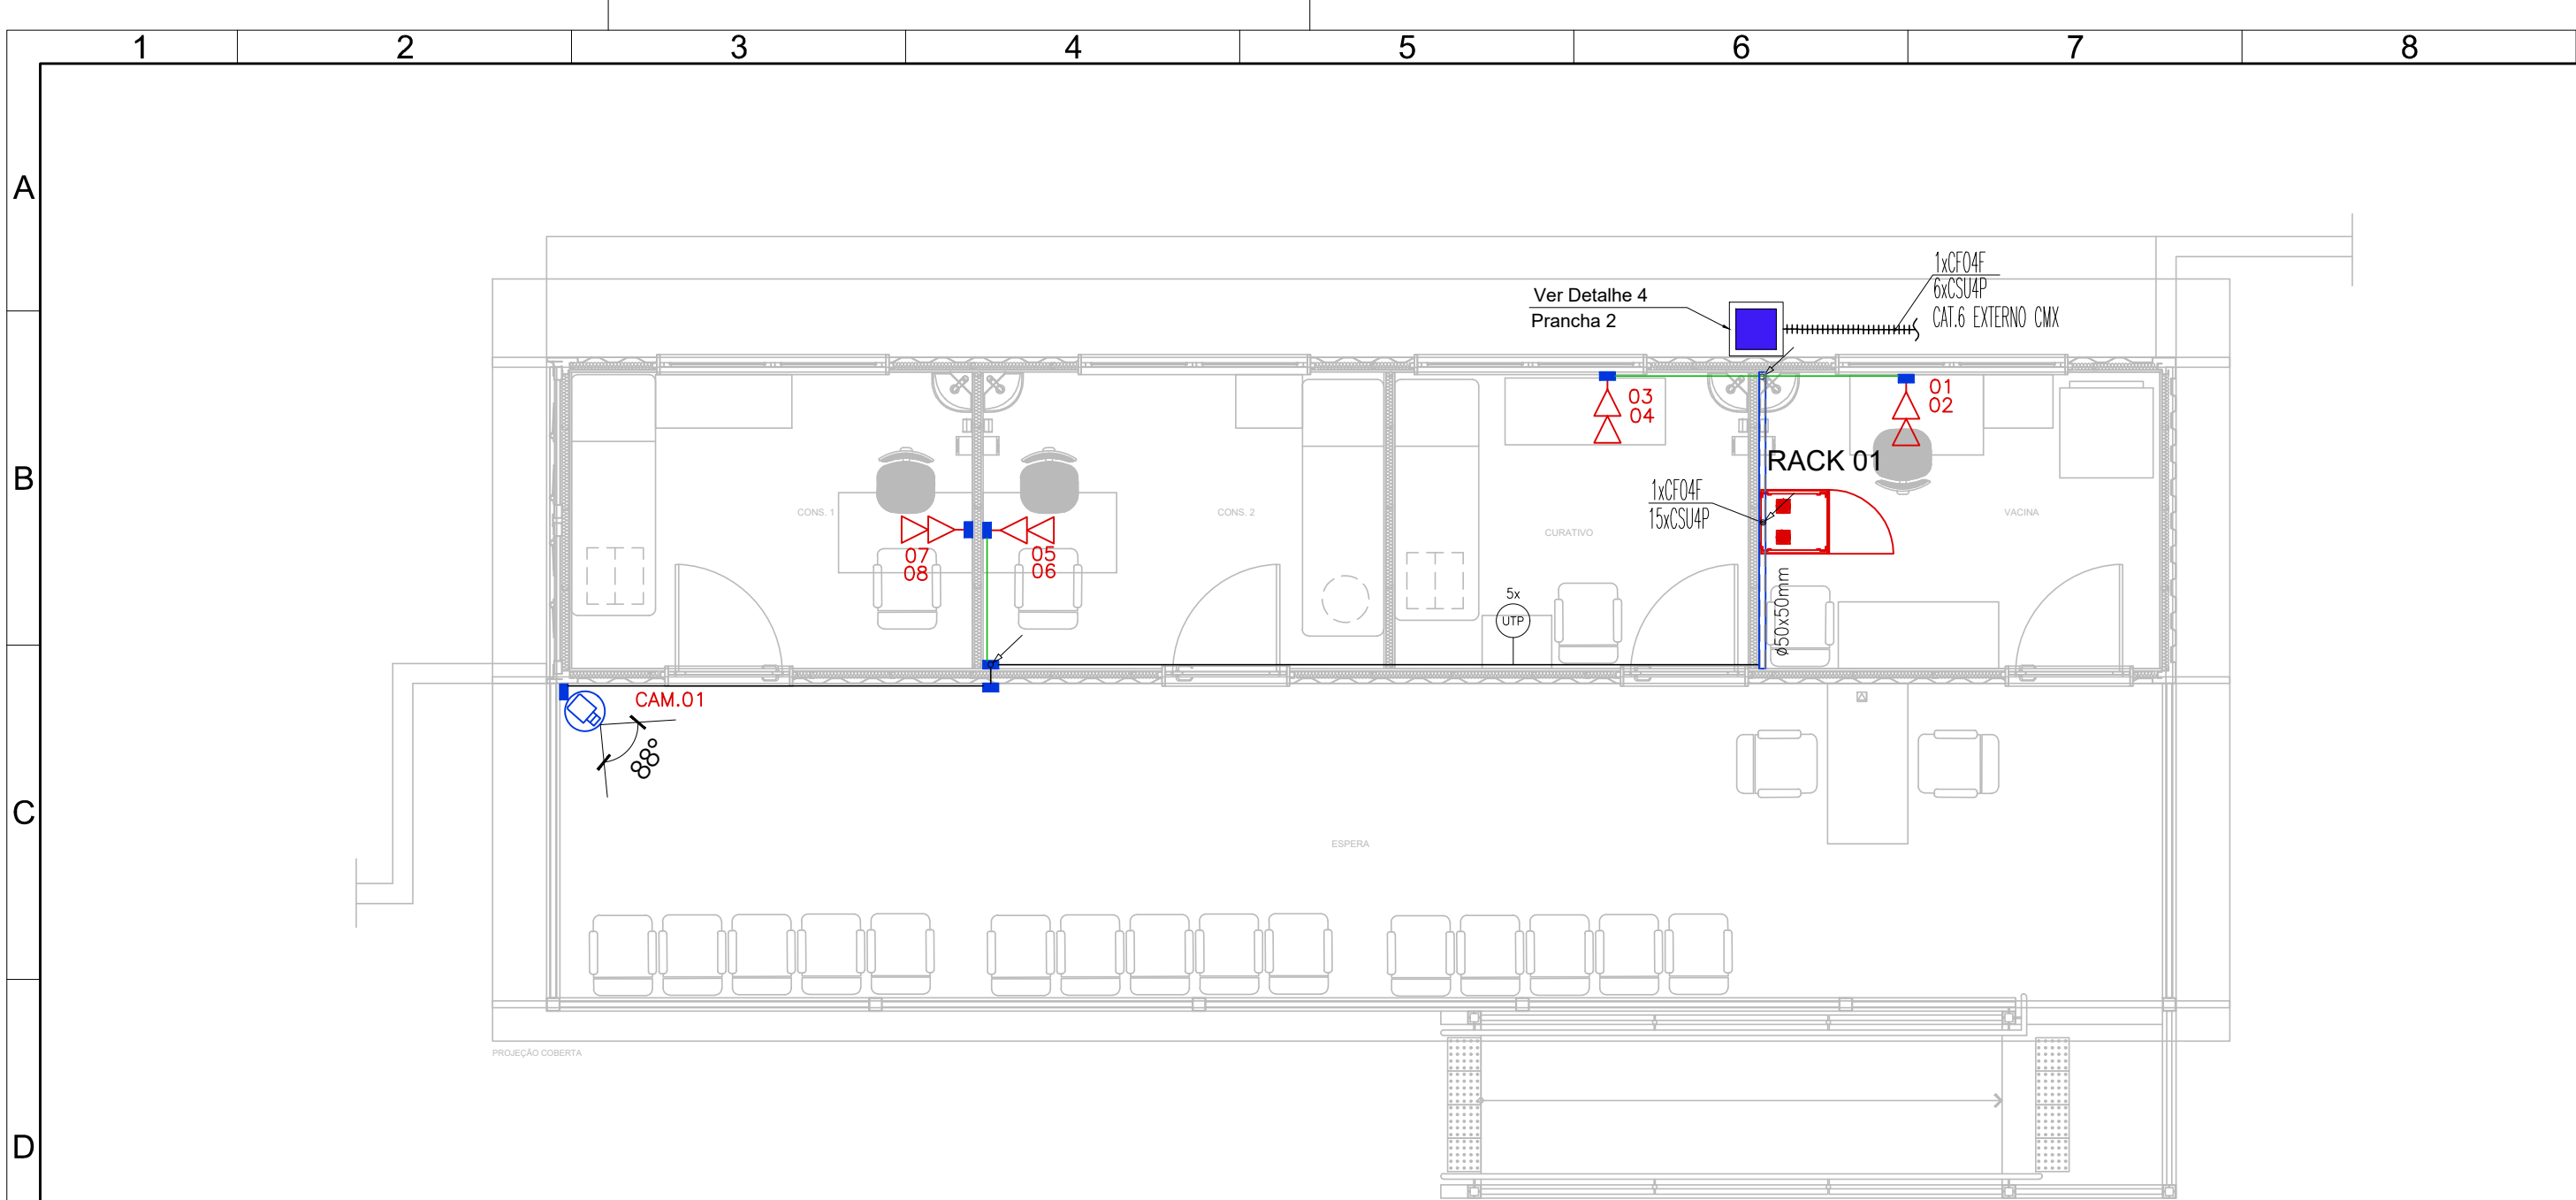 1 2 3 4 5 6 7 8
A
1xCF04F
6xCSU4P
CAT.6 EXTERNO CMX
Ver Detalhe 4
Prancha 2
03
04
01
02
B
RACK 01
1xCF04F
15xCSU4P
CONS. 1
CONS. 2
CURATIVO
VACINA
07
08
05
06
5x
UTP
ø50x50mm
CAM.01
88°
C
ESPERA
PROJEÇÃO COBERTA
D